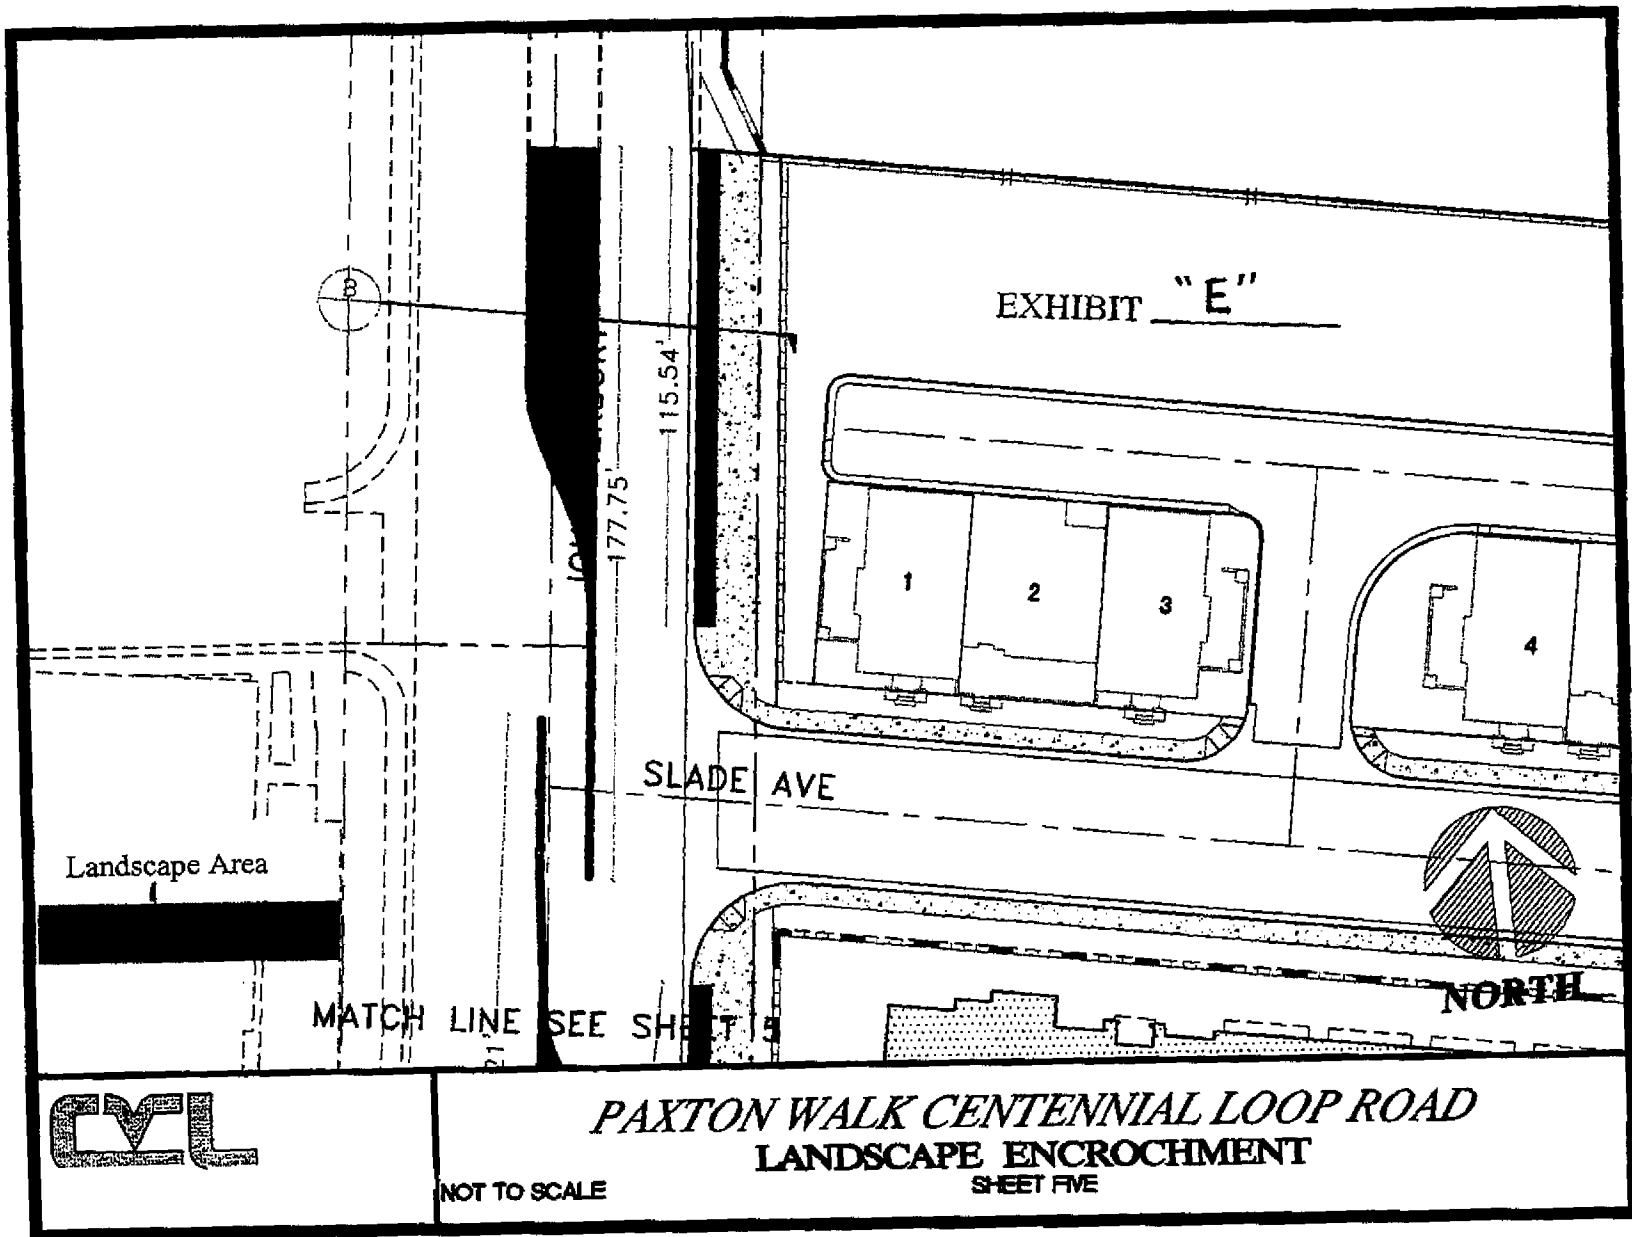 B
EXHIBIT "E"
115.54'
177.75'
1
2
3
4
SLADE AVE
Landscape Area
NORTH
MATCH LINE SEE SHEET 5
CVL
PAXTON WALK CENTENNIAL LOOP ROAD
LANDSCAPE ENCROCHMENT
SHEET FIVE
NOT TO SCALE